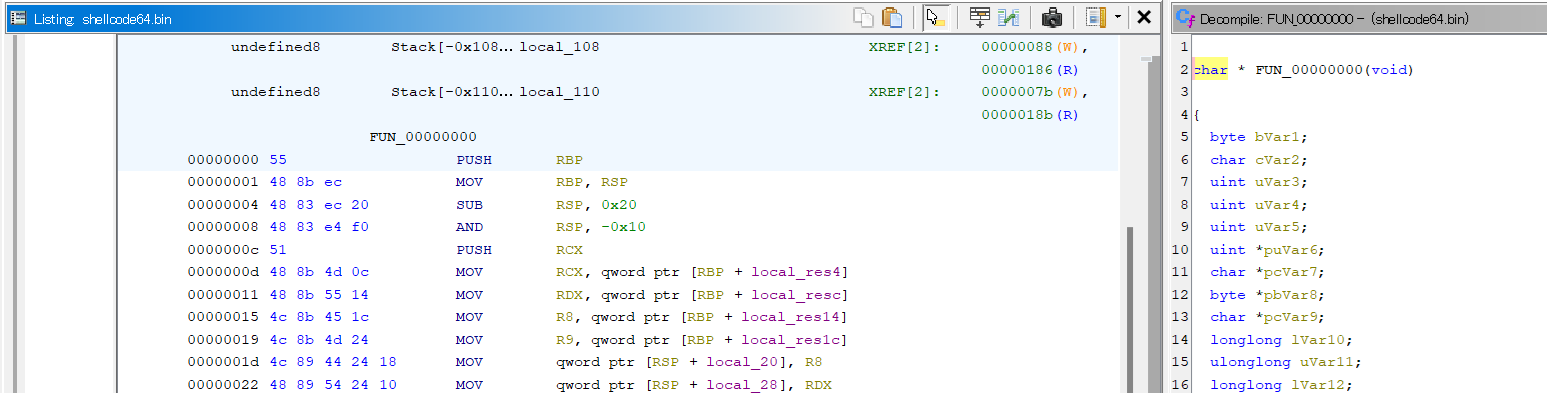 Listing: shellcode64.bin
undefined8 Stack[-0x108... local_108 XREF[2]: 00000088(W),
00000186(R)
undefined8 Stack[-0x110... local_110 XREF[2]: 0000007b(W),
0000018b(R)
FUN_00000000
00000000 55 PUSH RBP
00000001 48 8b ec MOV RBP, RSP
00000004 48 83 ec 20 SUB RSP, 0x20
00000008 48 83 e4 f0 AND RSP, -0x10
0000000c 51 PUSH RCX
0000000d 48 8b 4d 0c MOV RCX, qword ptr [RBP + local_res4]
00000011 48 8b 55 14 MOV RDX, qword ptr [RBP + local_resc]
00000015 4c 8b 45 1c MOV R8, qword ptr [RBP + local_res14]
00000019 4c 8b 4d 24 MOV R9, qword ptr [RBP + local_res1c]
0000001d 4c 89 44 24 18 MOV qword ptr [RSP + local_20], R8
00000022 48 89 54 24 10 MOV qword ptr [RSP + local_28], RDX
Decompile: FUN_00000000 - (shellcode64.bin)
1
2 char * FUN_00000000(void)
3
4 {
5 byte bVar1;
6 char cVar2;
7 uint uVar3;
8 uint uVar4;
9 uint uVar5;
10 uint *puVar6;
11 char *pcVar7;
12 byte *pbVar8;
13 char *pcVar9;
14 longlong lVar10;
15 ulonglong uVar11;
16 longlong lVar12;